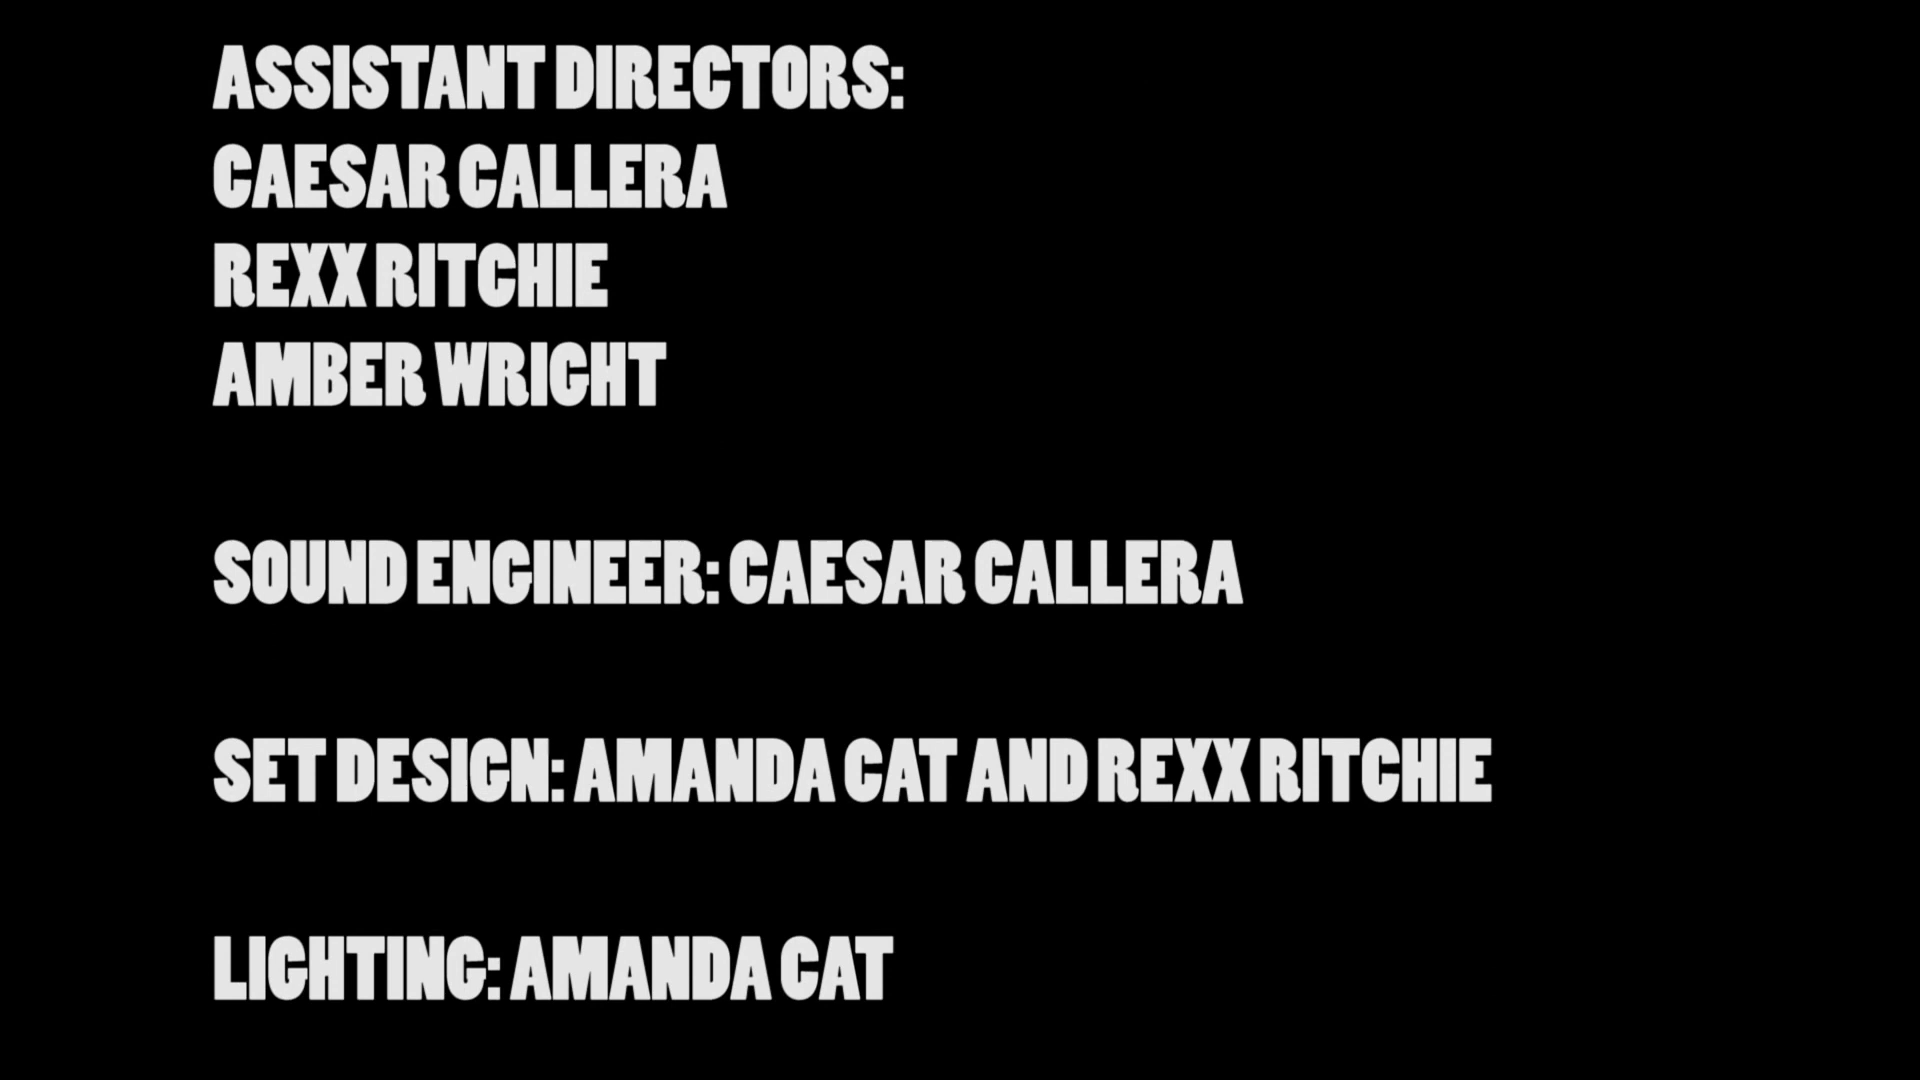 ASSISTANT DIRECTORS:
CAESAR CALLERA
REXX RITCHIE
AMBER WRIGHT
SOUND ENGINEER: CAESAR CALLERA
SET DESIGN: AMANDA CAT AND REXX RITCHIE
LIGHTING: AMANDA CAT